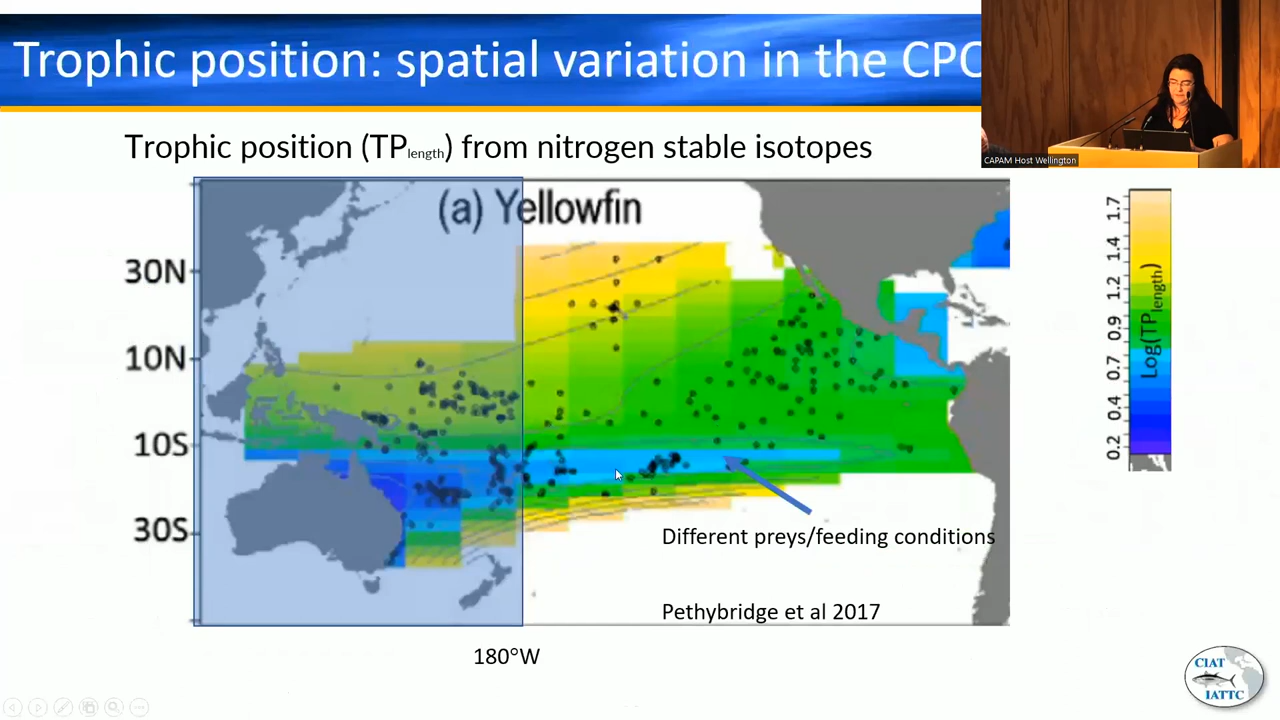 Trophic position: spatial variation in the CPO
CAPAM Host Wellington
Trophic position (TPlength) from nitrogen stable isotopes
(a) Yellowfin
30N
10N
10S
30S
1.7
1.4
1.2
0.9
0.7
0.4
0.2
Log(TPlength)
Different preys/feeding conditions
Pethybridge et al 2017
180°W
CIAT
IATTC